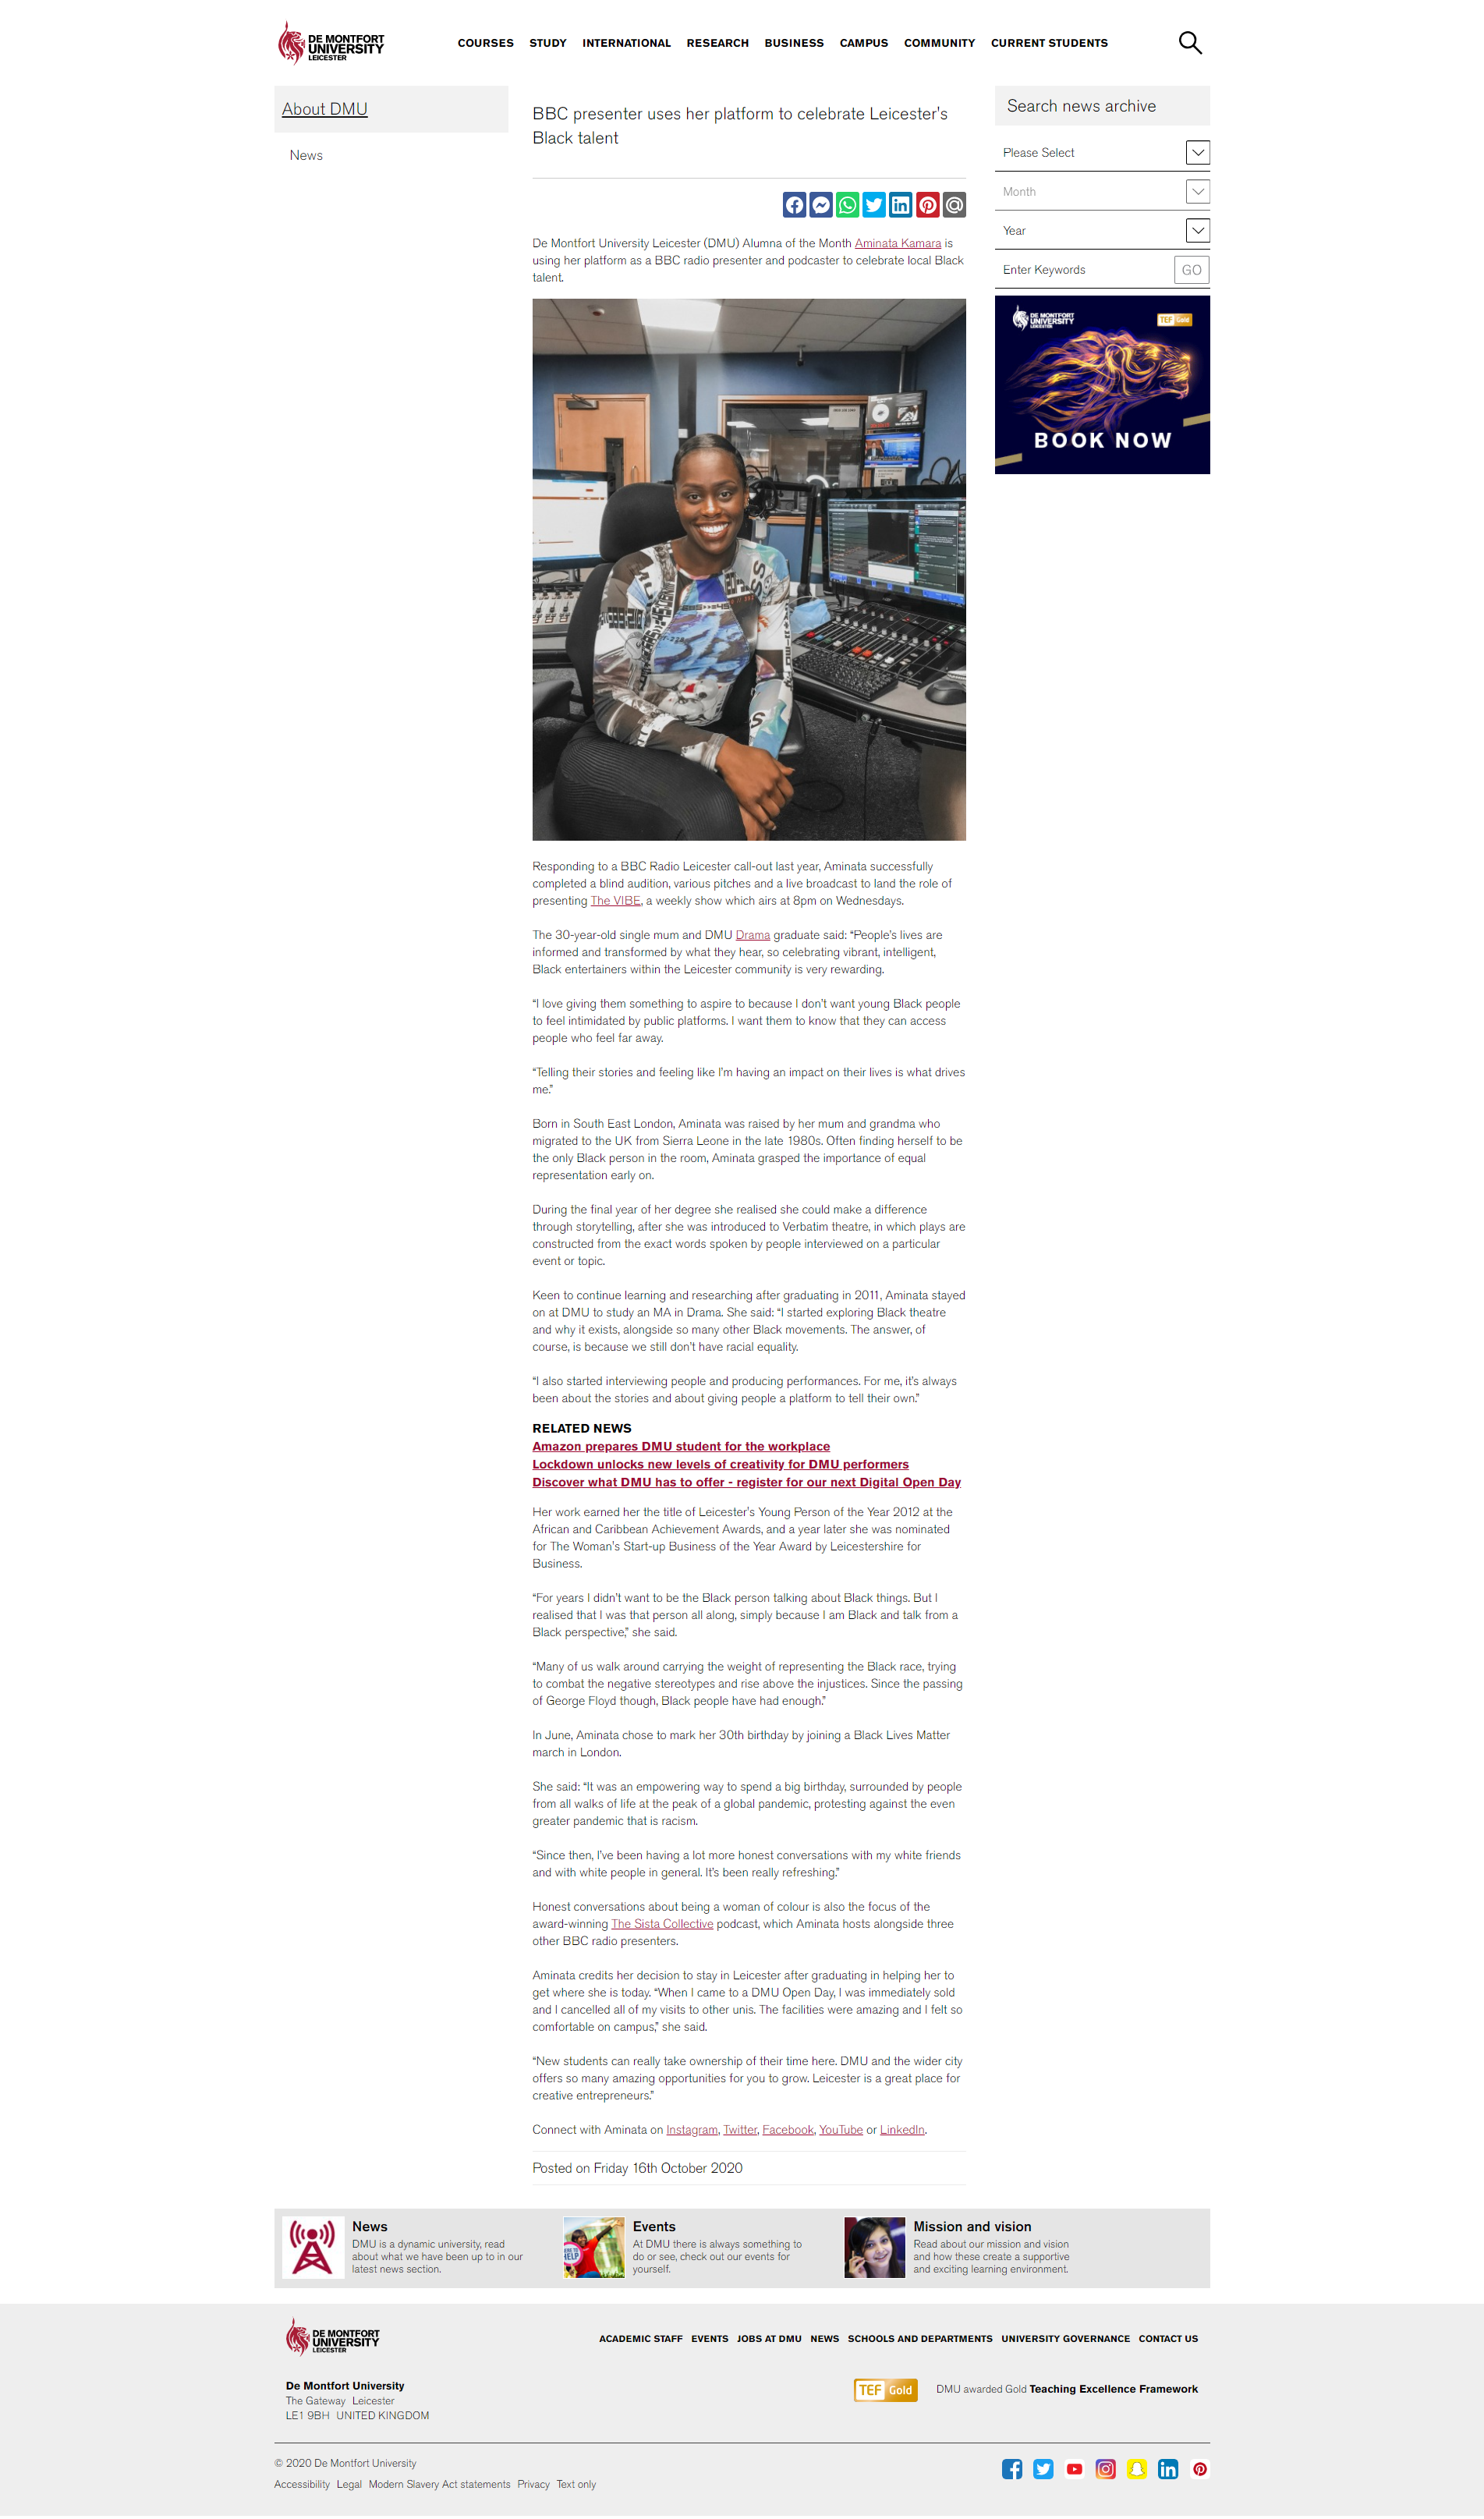 DE MONTFORT
UNIVERSITY
LEICESTER
COURSES STUDY INTERNATIONAL RESEARCH BUSINESS CAMPUS COMMUNITY CURRENT STUDENTS
About DMU
News
BBC presenter uses her platform to celebrate Leicester's
Black talent
De Montfort University Leicester (DMU) Alumna of the Month Aminata Kamara is
using her platform as a BBC radio presenter and podcaster to celebrate local Black
talent.
Responding to a BBC Radio Leicester call-out last year, Aminata successfully
completed a blind audition, various pitches and a live broadcast to land the role of
presenting The VIBE, a weekly show which airs at 8pm on Wednesdays.
The 30-year-old single mum and DMU Drama graduate said: “People’s lives are
informed and transformed by what they hear, so celebrating vibrant, intelligent,
Black entertainers within the Leicester community is very rewarding.
“I love giving them something to aspire to because I don’t want young Black people
to feel intimidated by public platforms. I want them to know that they can access
people who feel far away.
“Telling their stories and feeling like I’m having an impact on their lives is what drives
me.”
Born in South East London, Aminata was raised by her mum and grandma who
migrated to the UK from Sierra Leone in the late 1980s. Often finding herself to be
the only Black person in the room, Aminata grasped the importance of equal
representation early on.
During the final year of her degree she realised she could make a difference
through storytelling, after she was introduced to Verbatim theatre, in which plays are
constructed from the exact words spoken by people interviewed on a particular
event or topic.
Keen to continue learning and researching after graduating in 2011, Aminata stayed
on at DMU to study an MA in Drama. She said: “I started exploring Black theatre
and why it exists, alongside so many other Black movements. The answer, of
course, is because we still don’t have racial equality.
“I also started interviewing people and producing performances. For me, it’s always
been about the stories and about giving people a platform to tell their own.”
RELATED NEWS
Amazon prepares DMU student for the workplace
Lockdown unlocks new levels of creativity for DMU performers
Discover what DMU has to offer - register for our next Digital Open Day
Her work earned her the title of Leicester's Young Person of the Year 2012 at the
African and Caribbean Achievement Awards, and a year later she was nominated
for The Woman's Start-up Business of the Year Award by Leicestershire for
Business.
“For years I didn’t want to be the Black person talking about Black things. But I
realised that I was that person all along, simply because I am Black and talk from a
Black perspective,” she said.
“Many of us walk around carrying the weight of representing the Black race, trying
to combat the negative stereotypes and rise above the injustices. Since the passing
of George Floyd though, Black people have had enough.”
In June, Aminata chose to mark her 30th birthday by joining a Black Lives Matter
march in London.
She said: “It was an empowering way to spend a big birthday, surrounded by people
from all walks of life at the peak of a global pandemic, protesting against the even
greater pandemic that is racism.
“Since then, I’ve been having a lot more honest conversations with my white friends
and with white people in general. It’s been really refreshing.”
Honest conversations about being a woman of colour is also the focus of the
award-winning The Sista Collective podcast, which Aminata hosts alongside three
other BBC radio presenters.
Aminata credits her decision to stay in Leicester after graduating in helping her to
get where she is today. “When I came to a DMU Open Day, I was immediately sold
and I cancelled all of my visits to other unis. The facilities were amazing and I felt so
comfortable on campus,” she said.
“New students can really take ownership of their time here. DMU and the wider city
offers so many amazing opportunities for you to grow. Leicester is a great place for
creative entrepreneurs.”
Connect with Aminata on Instagram, Twitter, Facebook, YouTube or LinkedIn.
Posted on Friday 16th October 2020
Search news archive
Please Select
Month
Year
Enter Keywords GO
DE MONTFORT
UNIVERSITY
LEICESTER
TEF Gold
BOOK NOW
News
DMU is a dynamic university, read
about what we have been up to in our
latest news section.
HELP
Events
At DMU there is always something to
do or see, check out our events for
yourself.
Mission and vision
Read about our mission and vision
and how these create a supportive
and exciting learning environment.
DE MONTFORT
UNIVERSITY
LEICESTER
ACADEMIC STAFF EVENTS JOBS AT DMU NEWS SCHOOLS AND DEPARTMENTS UNIVERSITY GOVERNANCE CONTACT US
De Montfort University
The Gateway Leicester
LE1 9BH UNITED KINGDOM
TEF Gold
DMU awarded Gold Teaching Excellence Framework
© 2020 De Montfort University
Accessibility Legal Modern Slavery Act statements Privacy Text only